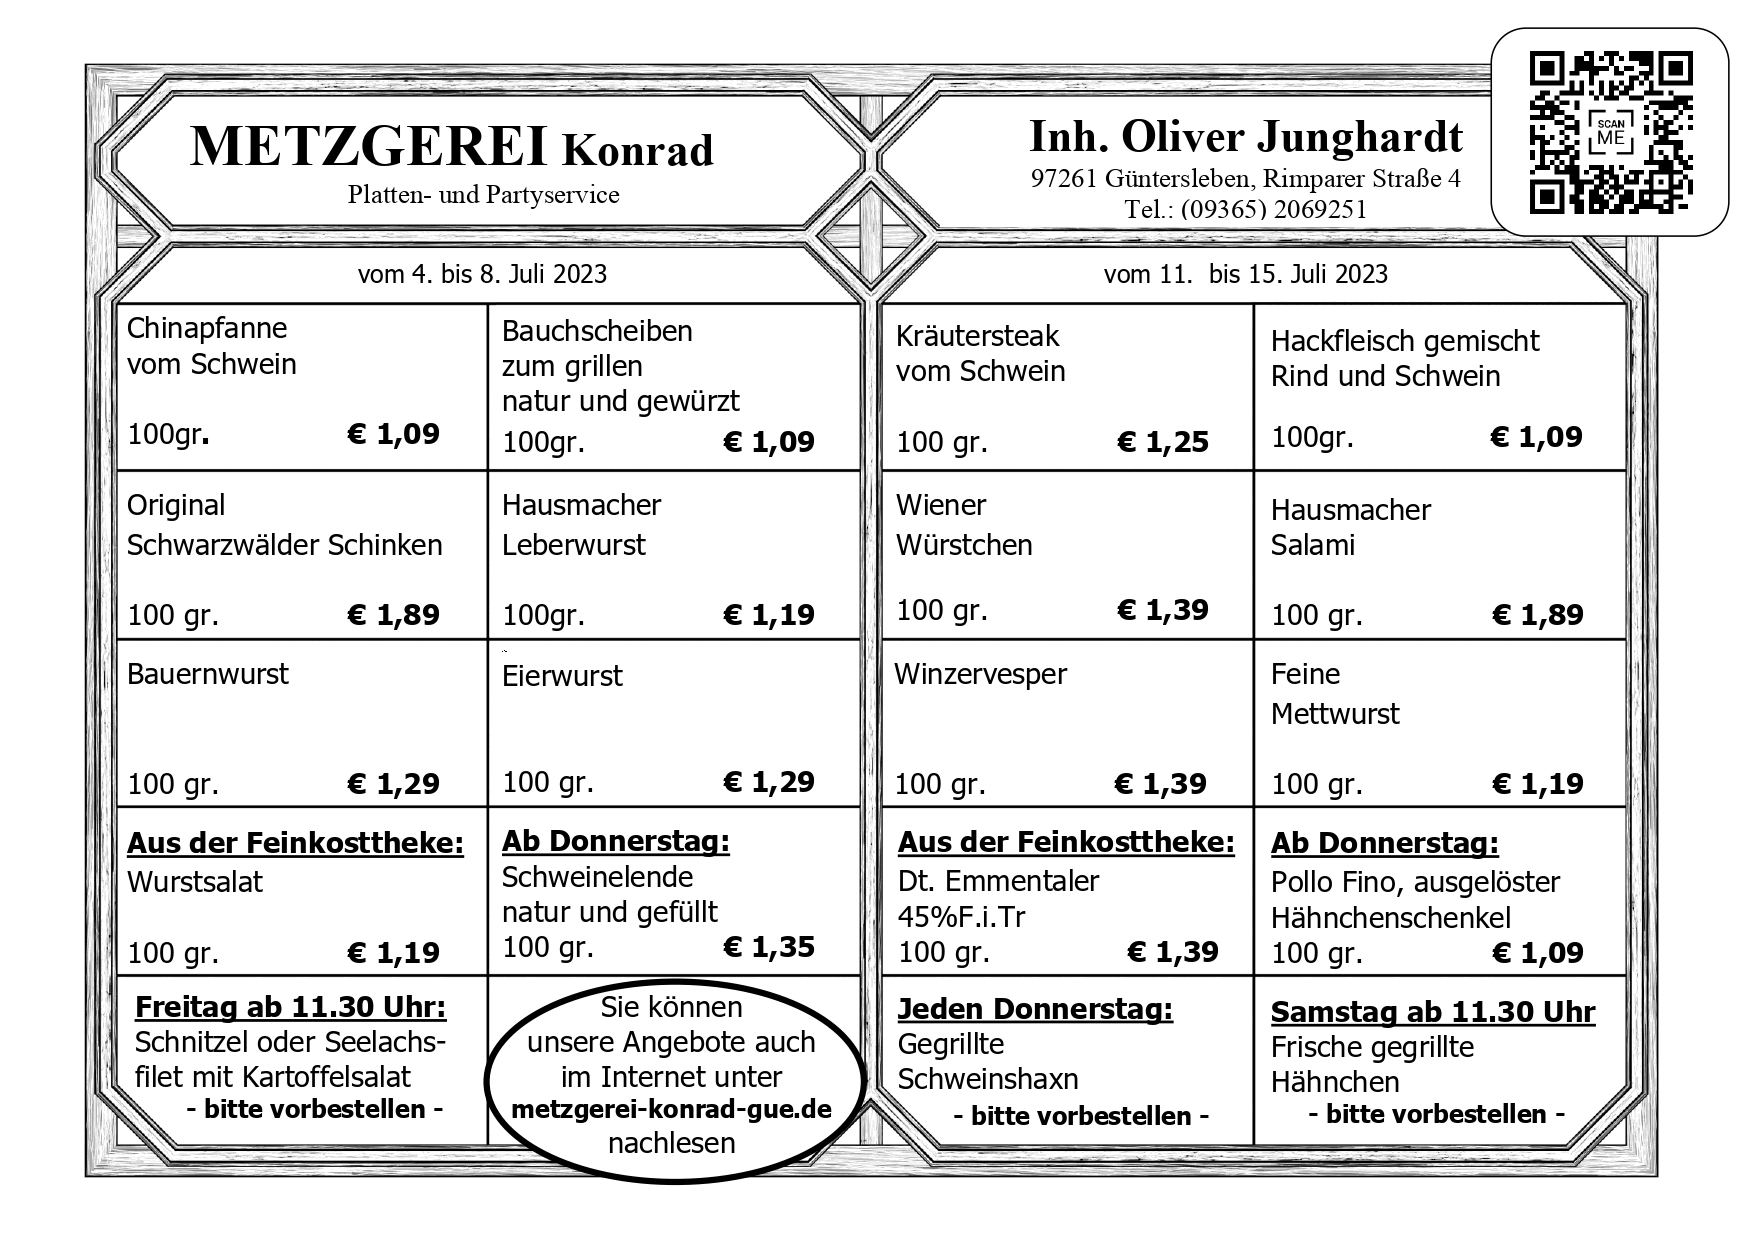 METZGEREI Konrad
Platten- und Partyservice
Inh. Oliver Junghardt
97261 Güntersleben, Rimparer Straße 4
Tel.: (09365) 2069251
SCAN
ME
vom 4. bis 8. Juli 2023
Chinapfanne
vom Schwein
100gr. € 1,09
Bauchscheiben
zum grillen
natur und gewürzt
100gr. € 1,09
Original
Schwarzwälder Schinken
100 gr. € 1,89
Hausmacher
Leberwurst
100gr. € 1,19
Bauernwurst
100 gr. € 1,29
Eierwurst
100 gr. € 1,29
Aus der Feinkosttheke:
Wurstsalat
100 gr. € 1,19
Ab Donnerstag:
Schweinelende
natur und gefüllt
100 gr. € 1,35
Freitag ab 11.30 Uhr:
Schnitzel oder Seelachs-
filet mit Kartoffelsalat
- bitte vorbestellen -
Sie können
unsere Angebote auch
im Internet unter
metzgerei-konrad-gue.de
nachlesen
vom 11. bis 15. Juli 2023
Kräutersteak
vom Schwein
100 gr. € 1,25
Hackfleisch gemischt
Rind und Schwein
100gr. € 1,09
Wiener
Würstchen
100 gr. € 1,39
Hausmacher
Salami
100 gr. € 1,89
Winzervesper
100 gr. € 1,39
Feine
Mettwurst
100 gr. € 1,19
Aus der Feinkosttheke:
Dt. Emmentaler
45%F.i.Tr
100 gr. € 1,39
Ab Donnerstag:
Pollo Fino, ausgelöster
Hähnchenschenkel
100 gr. € 1,09
Jeden Donnerstag:
Gegrillte
Schweinshaxn
- bitte vorbestellen -
Samstag ab 11.30 Uhr
Frische gegrillte
Hähnchen
- bitte vorbestellen -